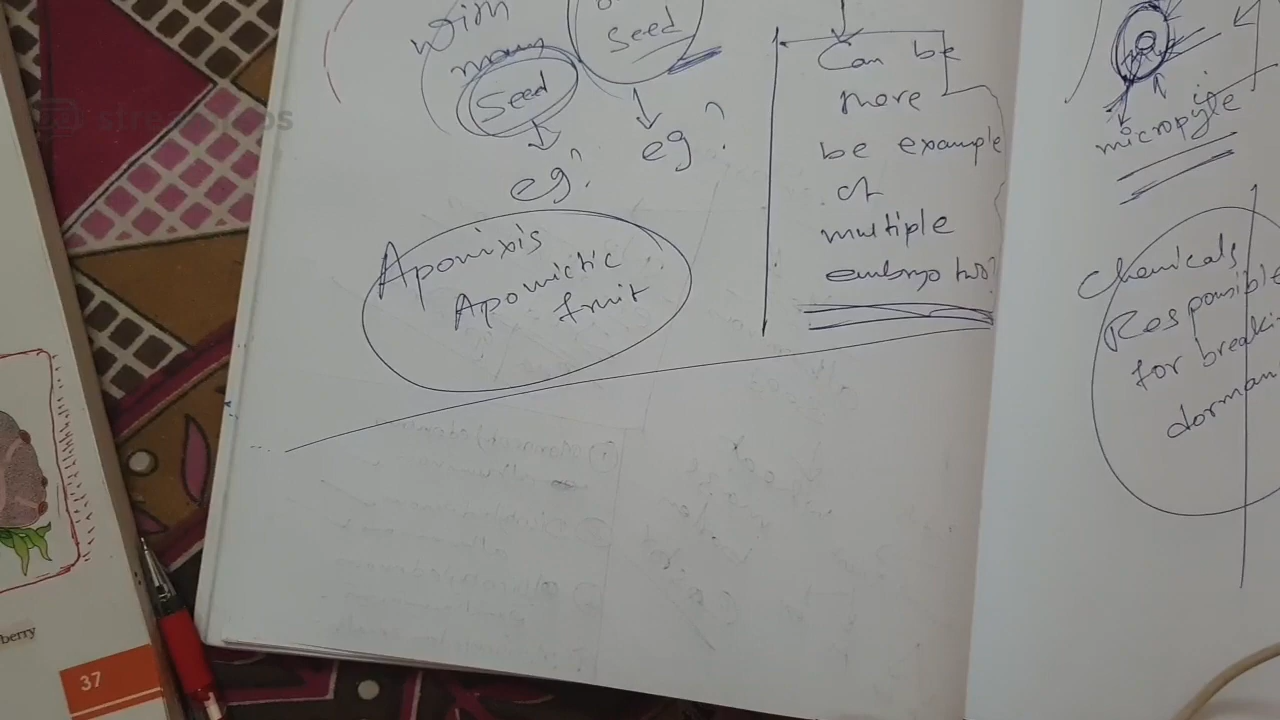 with
many
Seed
Seed
eg?
eg?
Apomixis
Apomictic
fruit
Can be
more
be example
of
multiple
embryo two?
micropyle
Chemicals
Responsible
for breaki
dorman
berry
37